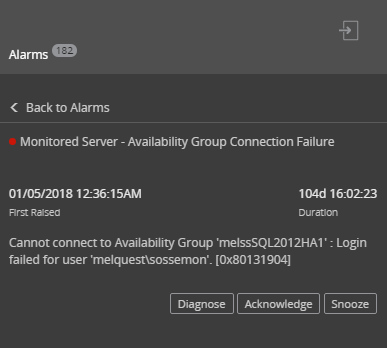 Alarms 182
Back to Alarms
Monitored Server - Availability Group Connection Failure
01/05/2018 12:36:15AM 104d 16:02:23
First Raised Duration
Cannot connect to Availability Group 'melssSQL2012HA1' : Login
failed for user 'melquest\sossemon'. [0x80131904]
Diagnose Acknowledge Snooze